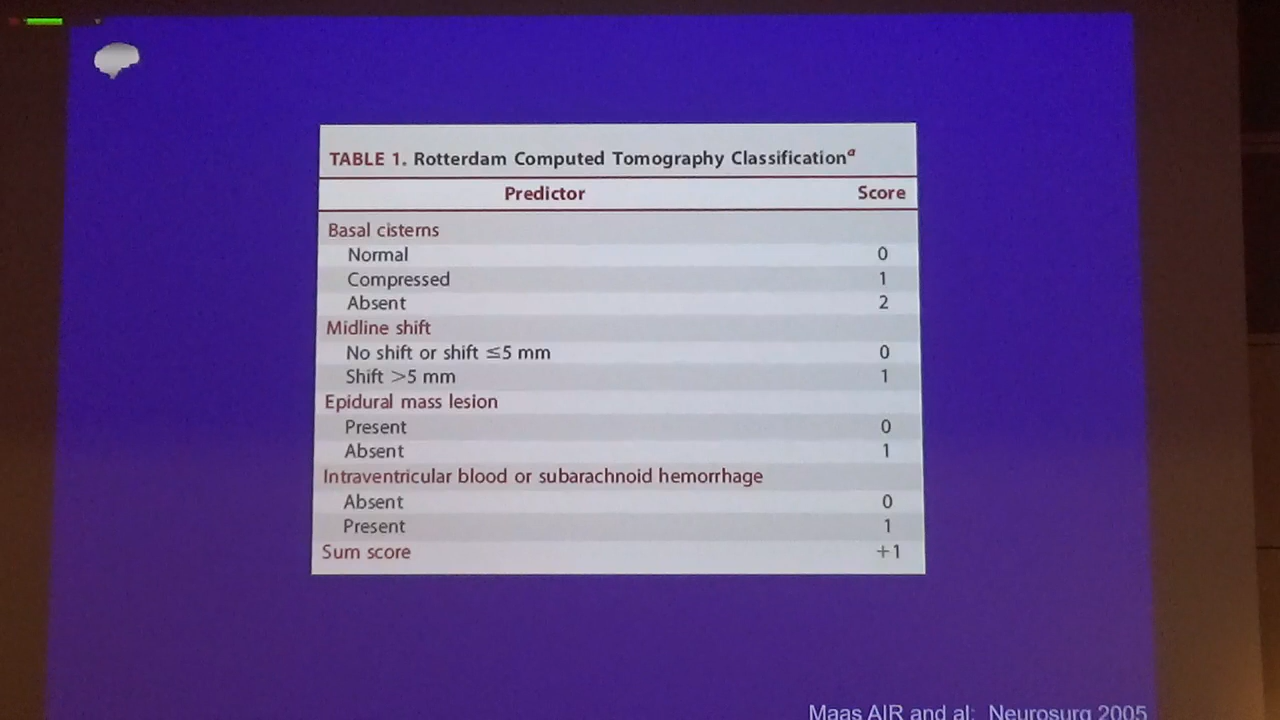 TABLE 1. Rotterdam Computed Tomography Classificationa
Predictor Score
Basal cisterns
Normal 0
Compressed 1
Absent 2
Midline shift
No shift or shift ≤5 mm 0
Shift >5 mm 1
Epidural mass lesion
Present 0
Absent 1
Intraventricular blood or subarachnoid hemorrhage
Absent 0
Present 1
Sum score +1
Maas AIR and al: Neurosurg 2005